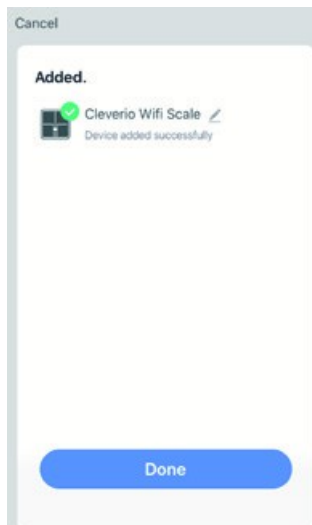 Cancel
Added.
Cleverio Wifi Scale
Device added successfully
Done